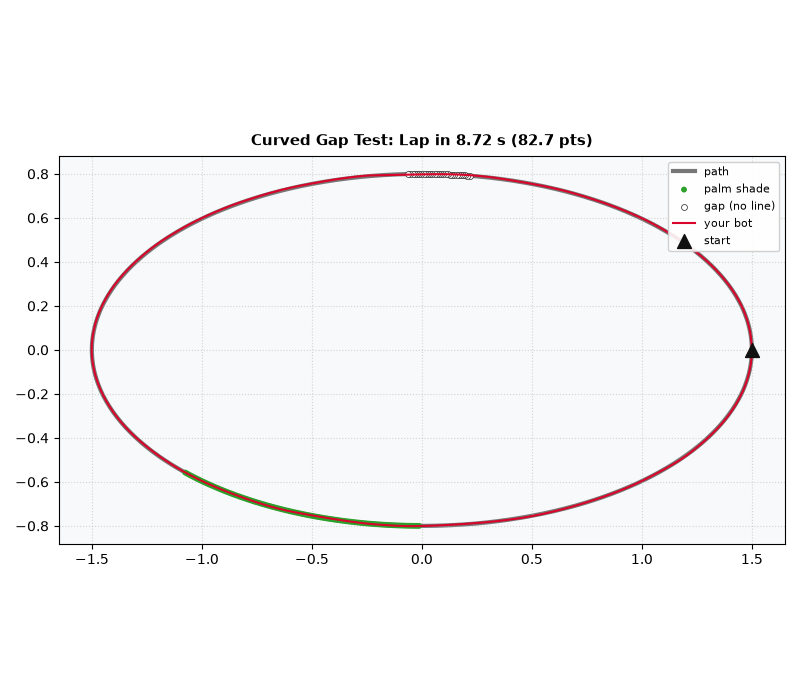 Curved Gap Test: Lap in 8.72 s (82.7 pts)
path
palm shade
gap (no line)
your bot
start
0.8
0.6
0.4
0.2
0.0
−0.2
−0.4
−0.6
−0.8
−1.5 −1.0 −0.5 0.0 0.5 1.0 1.5